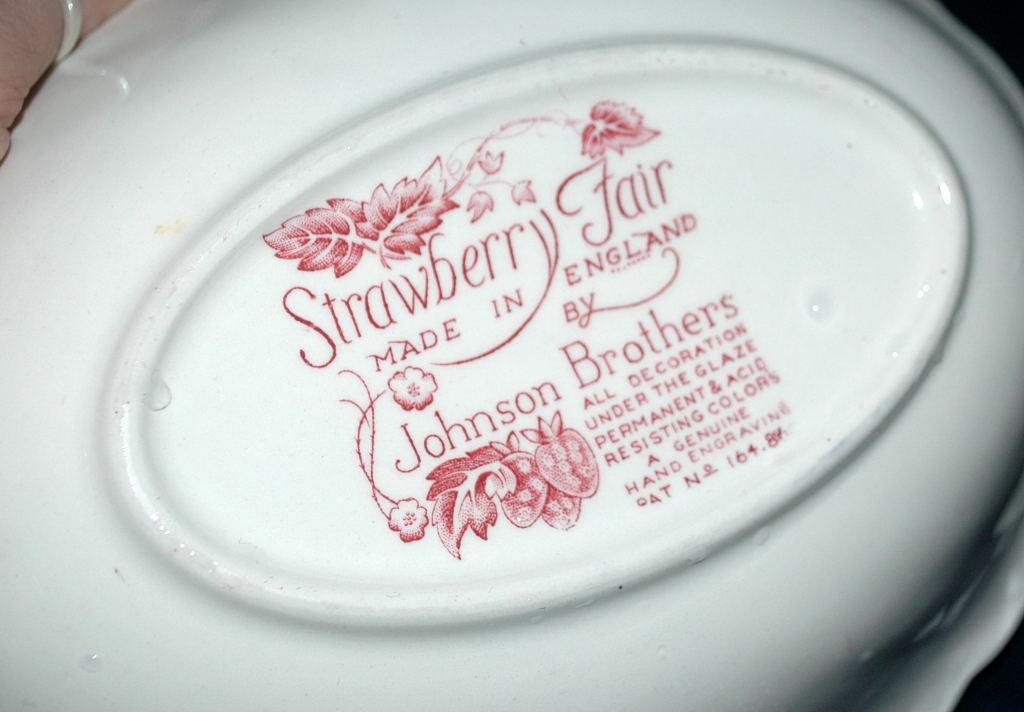 Strawberry Fair
MADE IN ENGLAND
BY
Johnson Brothers
ALL DECORATION
UNDER THE GLAZE
PERMANENT & ACID
RESISTING COLORS
A GENUINE
HAND ENGRAVING
PAT Nº